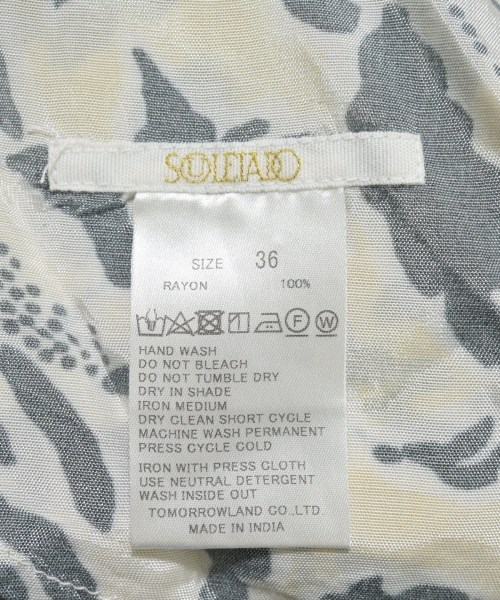 SOULEIADO
SIZE 36
RAYON 100%
F W
HAND WASH
DO NOT BLEACH
DO NOT TUMBLE DRY
DRY IN SHADE
IRON MEDIUM
DRY CLEAN SHORT CYCLE
MACHINE WASH PERMANENT
PRESS CYCLE COLD
IRON WITH PRESS CLOTH
USE NEUTRAL DETERGENT
WASH INSIDE OUT
TOMORROWLAND CO.,LTD.
MADE IN INDIA